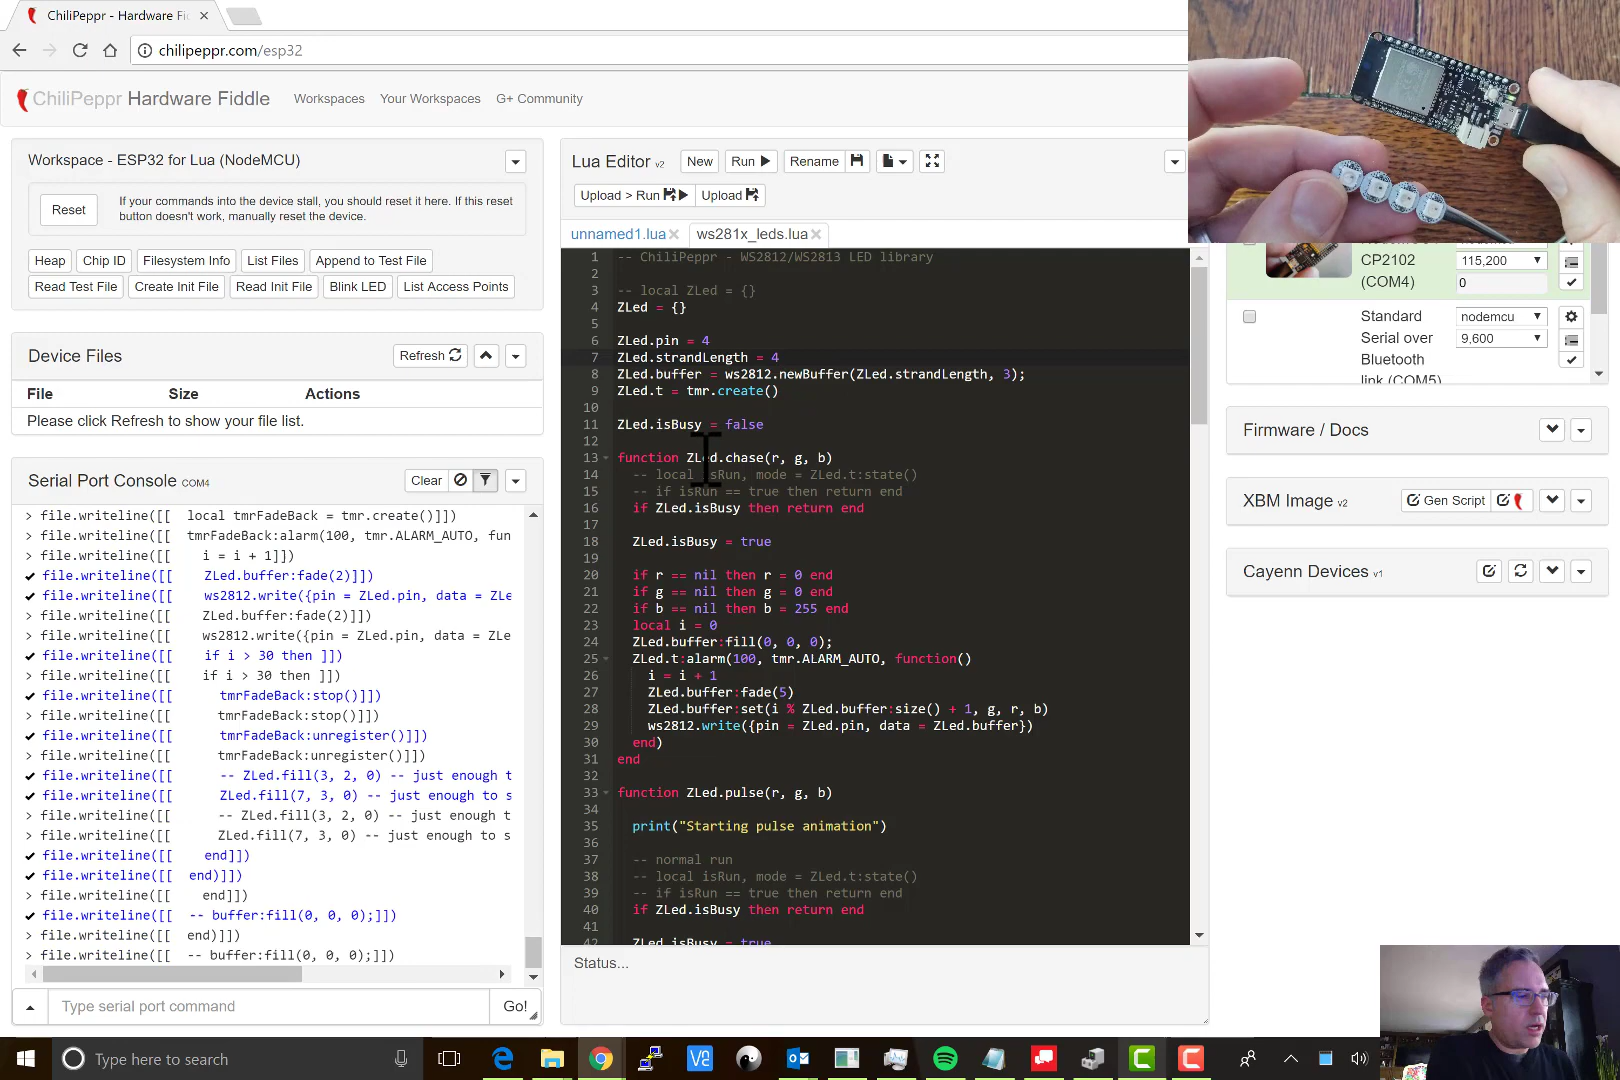 ChiliPeppr - Hardware Fi
chilipeppr.com/esp32
ChiliPeppr Hardware Fiddle
Workspaces
Your Workspaces
G+ Community
Workspace - ESP32 for Lua (NodeMCU)
Reset
If your commands into the device stall, you should reset it here. If this reset
button doesn't work, manually reset the device.
Heap
Chip ID
Filesystem Info
List Files
Append to Test File
Read Test File
Create Init File
Read Init File
Blink LED
List Access Points
Device Files
Refresh
File Size Actions
Please click Refresh to show your file list.
Serial Port Console COM4
Clear
> file.writeline([[ local tmrFadeBack = tmr.create()]])
> file.writeline([[ tmrFadeBack:alarm(100, tmr.ALARM_AUTO, fun
> file.writeline([[ i = i + 1]])
file.writeline([[ ZLed.buffer:fade(2)]])
file.writeline([[ ws2812.write({pin = ZLed.pin, data = ZLe
> file.writeline([[ ZLed.buffer:fade(2)]])
> file.writeline([[ ws2812.write({pin = ZLed.pin, data = ZLe
file.writeline([[ if i > 30 then ]])
> file.writeline([[ if i > 30 then ]])
file.writeline([[ tmrFadeBack:stop()]])
> file.writeline([[ tmrFadeBack:stop()]])
file.writeline([[ tmrFadeBack:unregister()]])
> file.writeline([[ tmrFadeBack:unregister()]])
file.writeline([[ -- ZLed.fill(3, 2, 0) -- just enough t
file.writeline([[ ZLed.fill(7, 3, 0) -- just enough to s
> file.writeline([[ -- ZLed.fill(3, 2, 0) -- just enough t
> file.writeline([[ ZLed.fill(7, 3, 0) -- just enough to s
file.writeline([[ end]])
file.writeline([[ end)]])
> file.writeline([[ end]])
file.writeline([[ -- buffer:fill(0, 0, 0);]])
> file.writeline([[ end)]])
> file.writeline([[ -- buffer:fill(0, 0, 0);]])
Type serial port command
Go!
Lua Editor v2
New
Run
Rename
Upload > Run
Upload
unnamed1.lua
ws281x_leds.lua
1 -- ChiliPeppr - WS2812/WS2813 LED library
2
3 -- local ZLed = {}
4 ZLed = {}
5
6 ZLed.pin = 4
7 ZLed.strandLength = 4
8 ZLed.buffer = ws2812.newBuffer(ZLed.strandLength, 3);
9 ZLed.t = tmr.create()
10
11 ZLed.isBusy = false
12
13 function ZLed.chase(r, g, b)
14 -- local isRun, mode = ZLed.t:state()
15 -- if isRun == true then return end
16 if ZLed.isBusy then return end
17
18 ZLed.isBusy = true
19
20 if r == nil then r = 0 end
21 if g == nil then g = 0 end
22 if b == nil then b = 255 end
23 local i = 0
24 ZLed.buffer:fill(0, 0, 0);
25 ZLed.t:alarm(100, tmr.ALARM_AUTO, function()
26 i = i + 1
27 ZLed.buffer:fade(5)
28 ZLed.buffer:set(i % ZLed.buffer:size() + 1, g, r, b)
29 ws2812.write({pin = ZLed.pin, data = ZLed.buffer})
30 end)
31 end
32
33 function ZLed.pulse(r, g, b)
34
35 print("Starting pulse animation")
36
37 -- normal run
38 -- local isRun, mode = ZLed.t:state()
39 -- if isRun == true then return end
40 if ZLed.isBusy then return end
41
42 ZLed.isBusy = true
Status...
CP2102
(COM4)
115,200
0
Standard
Serial over
Bluetooth
link (COM5)
nodemcu
9,600
Firmware / Docs
XBM Image v2
Gen Script
Cayenn Devices v1
Type here to search